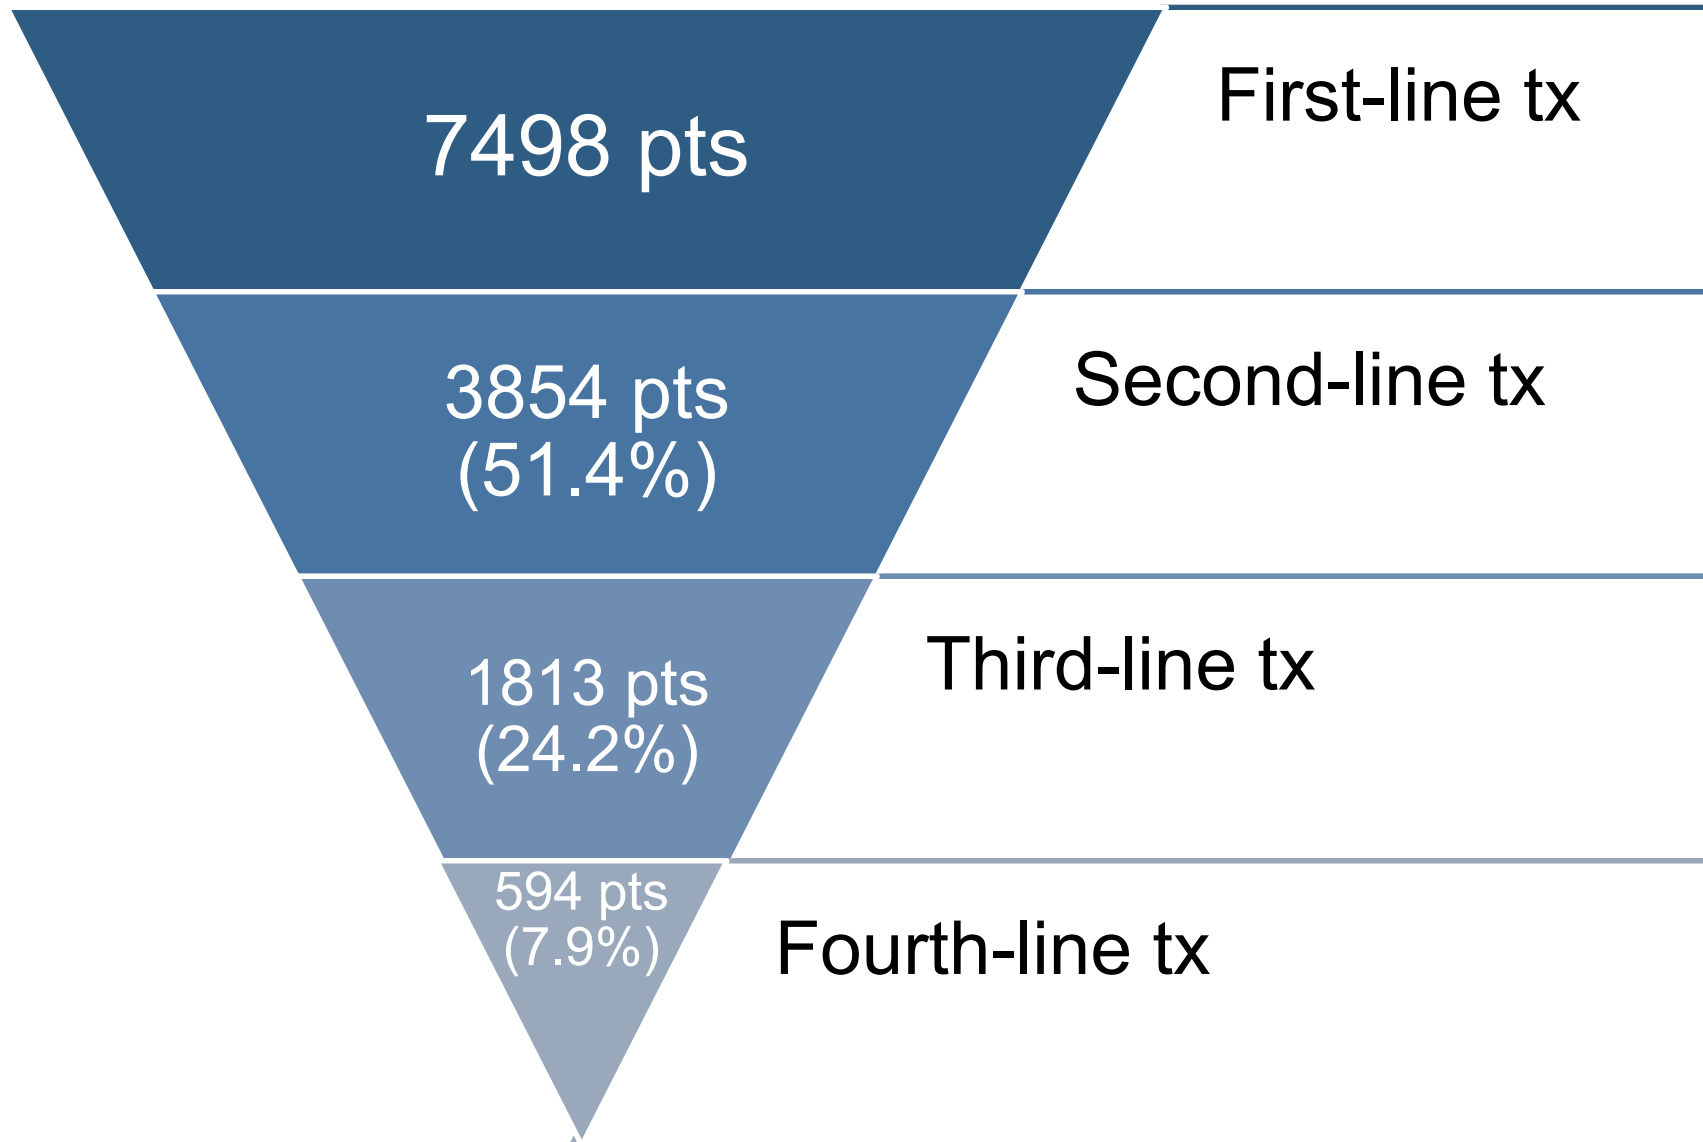 7498 pts
First-line tx
3854 pts
(51.4%)
Second-line tx
1813 pts
(24.2%)
Third-line tx
594 pts
(7.9%)
Fourth-line tx